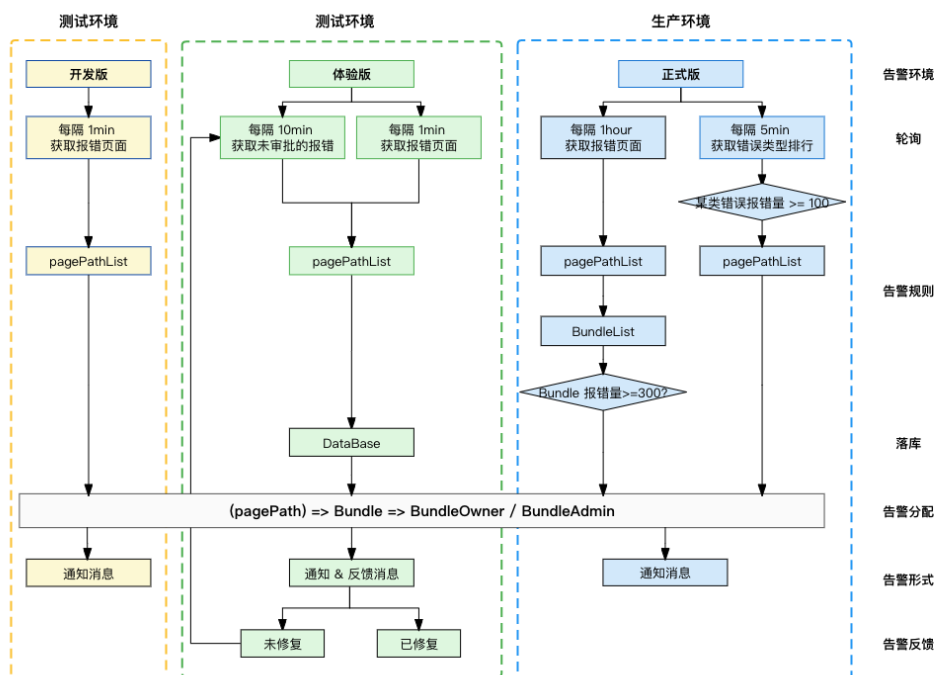 测试环境
测试环境
生产环境
开发版
体验版
正式版
告警环境
每隔 1min
获取报错页面
每隔 10min
获取未审批的报错
每隔 1min
获取报错页面
每隔 1hour
获取报错页面
每隔 5min
获取错误类型排行
轮询
某类错误报错量 >= 100
pagePathList
pagePathList
pagePathList
pagePathList
告警规则
BundleList
Bundle 报错量>=300?
DataBase
落库
(pagePath) => Bundle => BundleOwner / BundleAdmin
告警分配
通知消息
通知 & 反馈消息
通知消息
告警形式
未修复
已修复
告警反馈